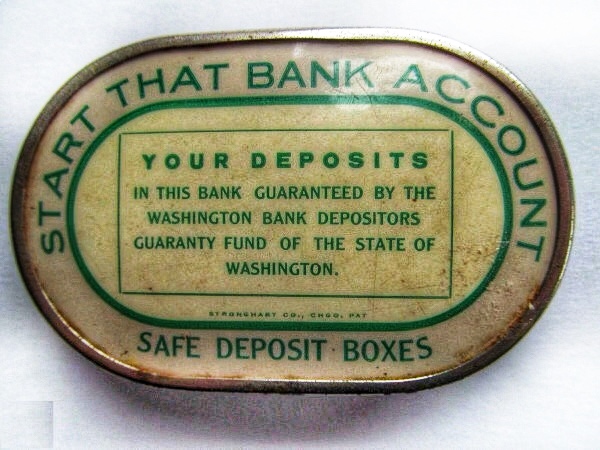 START THAT BANK ACCOUNT
YOUR DEPOSITS
IN THIS BANK GUARANTEED BY THE
WASHINGTON BANK DEPOSITORS
GUARANTY FUND OF THE STATE OF
WASHINGTON.
STRONGHART CO., CHGO, PAT
SAFE DEPOSIT BOXES